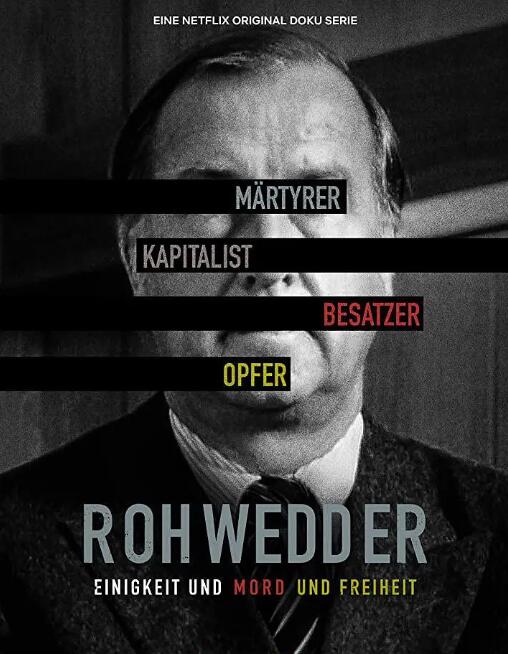 EINE NETFLIX ORIGINAL DOKU SERIE
MÄRTYRER
KAPITALIST
BESATZER
OPFER
ROHWEDDER
EINIGKEIT UND MORD UND FREIHEIT